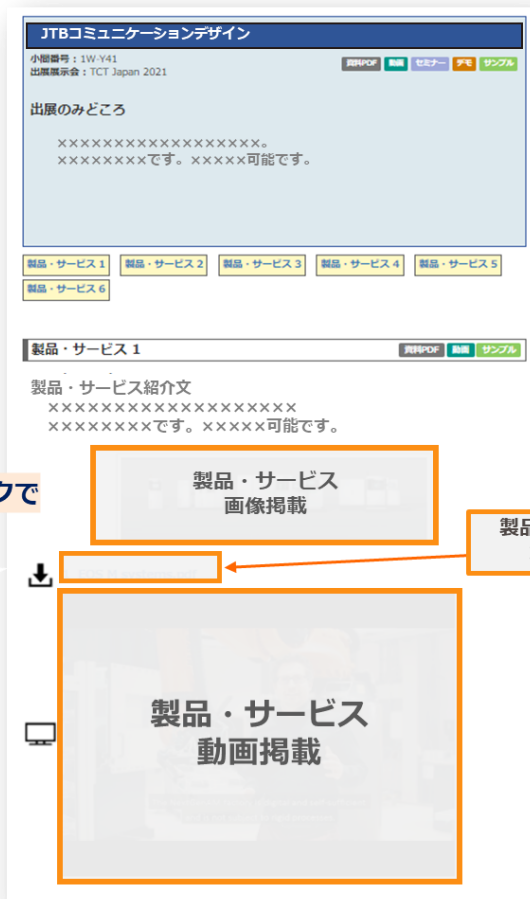 JTBコミュニケーションデザイン
小間番号：1W-Y41
出展展示会：TCT Japan 2021
資料PDF 動画 セミナー デモ サンプル
出展のみどころ
××××××××××××××××××。
××××××××です。×××××可能です。
製品・サービス 1 製品・サービス 2 製品・サービス 3 製品・サービス 4 製品・サービス 5
製品・サービス 6
製品・サービス 1
資料PDF 動画 サンプル
製品・サービス紹介文
×××××××××××××××××××
××××××××です。×××××可能です。
クで
製品・サービス
画像掲載
製品
製品・サービス
動画掲載